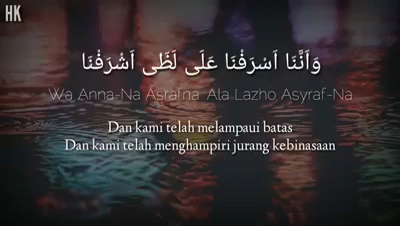 HK
وَاَنَّنَا اَسْرَفْنَا عَلَى لَظَى اَشْرَفْنَا
Wa Anna-Na Asrafna 'Ala Lazho Asyraf-Na
Dan kami telah melampaui batas
Dan kami telah menghampiri jurang kebinasaan